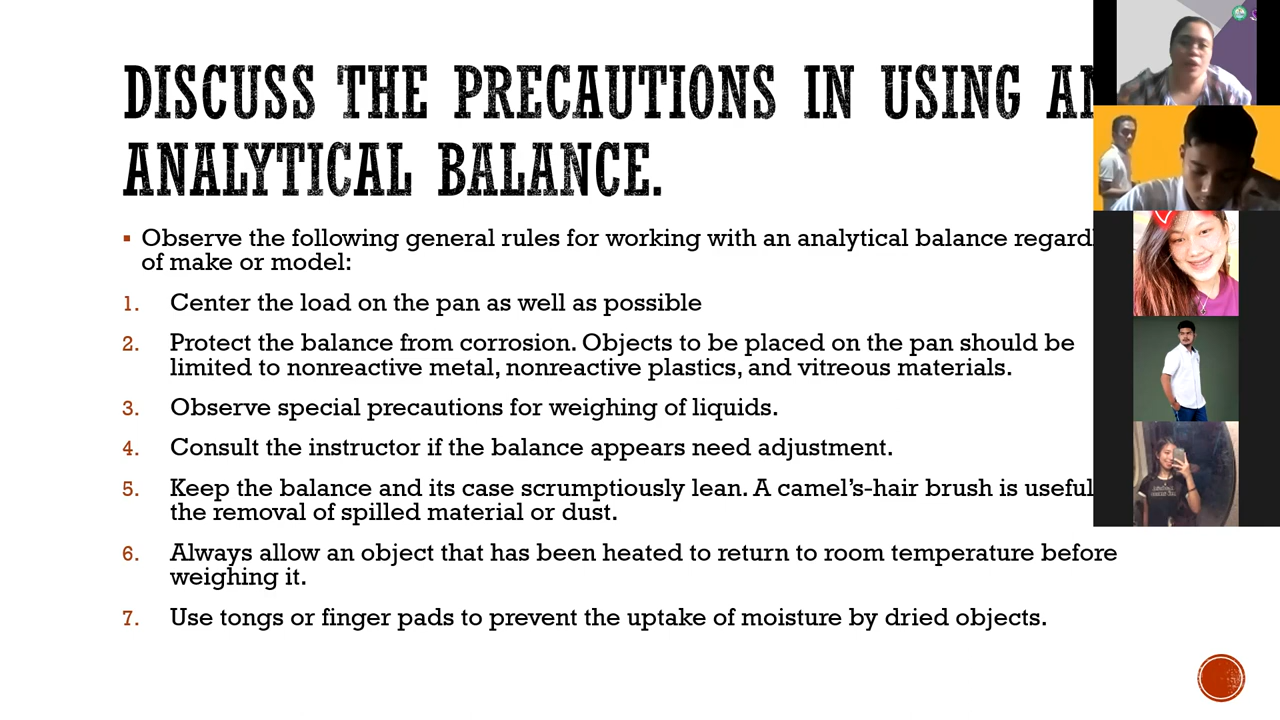 DISCUSS THE PRECAUTIONS IN USING AN
ANALYTICAL BALANCE.
▪ Observe the following general rules for working with an analytical balance
of make or model:
1. Center the load on the pan as well as possible
2. Protect the balance from corrosion. Objects to be placed on the pan should be
limited to nonreactive metal, nonreactive plastics, and vitreous materials.
3. Observe special precautions for weighing of liquids.
4. Consult the instructor if the balance appears need adjustment.
5. Keep the balance and its case scrumptiously lean. A camel's-hair brush is useful
the removal of spilled material or dust.
6. Always allow an object that has been heated to return to room temperature before
weighing it.
7. Use tongs or finger pads to prevent the uptake of moisture by dried objects.